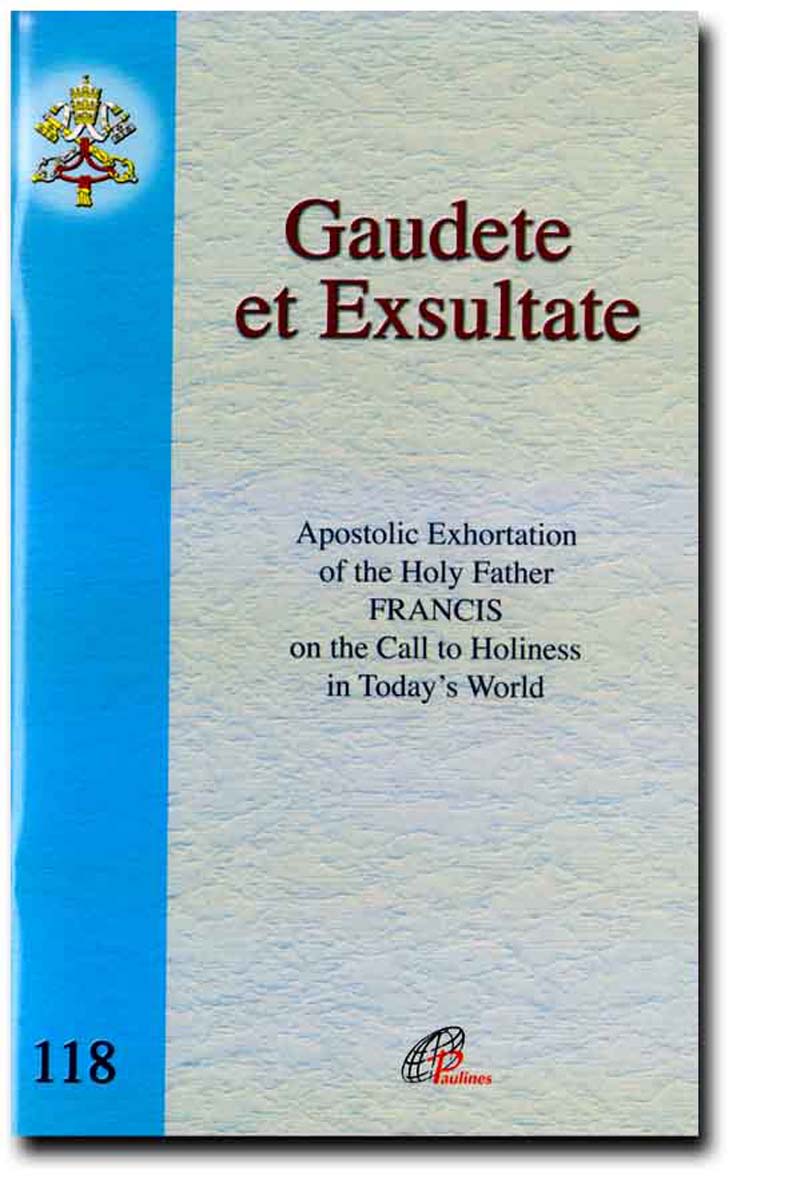 Gaudete
et Exsultate
Apostolic Exhortation
of the Holy Father
FRANCIS
on the Call to Holiness
in Today's World
118
Paulines